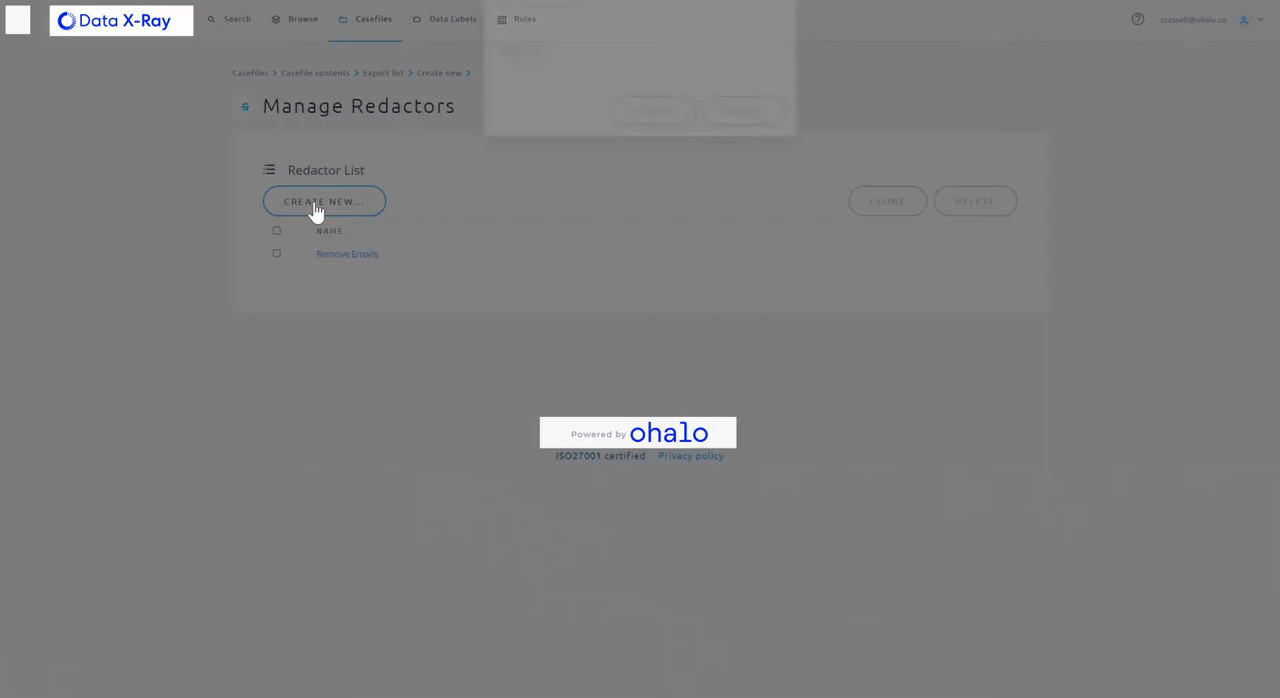 Data X-Ray
Search
Browse
Casefiles
Data Labels
Rules
rcassell@ohalo.co
Casefiles > Casefile contents > Export list > Create new >
Manage Redactors
Redactor List
CREATE NEW...
CLONE
DELETE
NAME
Remove Emails
Powered by ohalo
ISO27001 certified Privacy policy